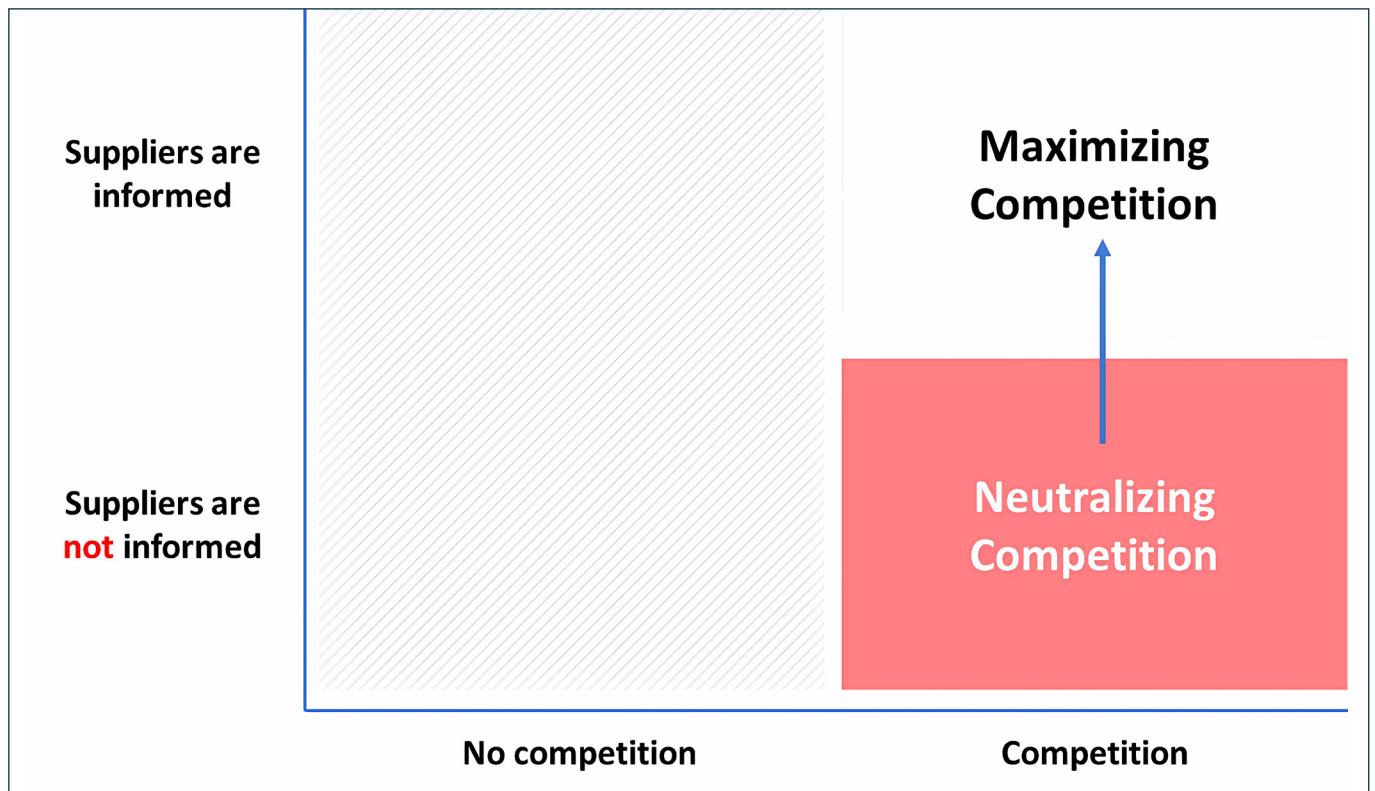 Suppliers are
informed
Maximizing
Competition
Suppliers are
not informed
Neutralizing
Competition
No competition
Competition